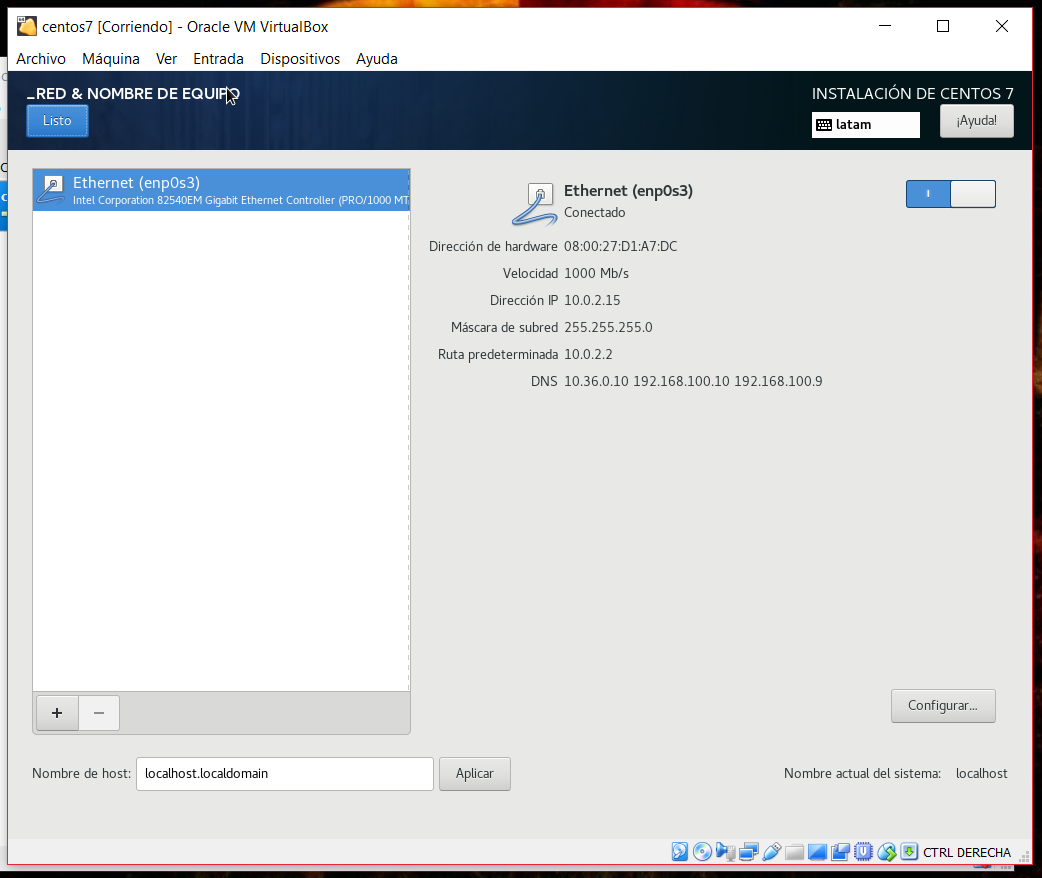 centos7 [Corriendo] - Oracle VM VirtualBox
Archivo Máquina Ver Entrada Dispositivos Ayuda
_RED & NOMBRE DE EQUIPO
INSTALACIÓN DE CENTOS 7
Listo
latam
¡Ayuda!
Ethernet (enp0s3)
Intel Corporation 82540EM Gigabit Ethernet Controller (PRO/1000 MT
Ethernet (enp0s3)
Conectado
Dirección de hardware 08:00:27:D1:A7:DC
Velocidad 1000 Mb/s
Dirección IP 10.0.2.15
Máscara de subred 255.255.255.0
Ruta predeterminada 10.0.2.2
DNS 10.36.0.10 192.168.100.10 192.168.100.9
+ −
Configurar...
Nombre de host: localhost.localdomain Aplicar
Nombre actual del sistema: localhost
CTRL DERECHA